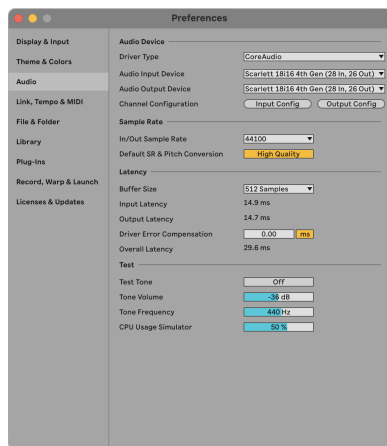 Preferences
Display & Input
Theme & Colors
Audio
Link, Tempo & MIDI
File & Folder
Library
Plug-Ins
Record, Warp & Launch
Licenses & Updates
Audio Device
Driver Type CoreAudio
Audio Input Device Scarlett 18i16 4th Gen (28 In, 26 Out)
Audio Output Device Scarlett 18i16 4th Gen (28 In, 26 Out)
Channel Configuration Input Config Output Config
Sample Rate
In/Out Sample Rate 44100
Default SR & Pitch Conversion High Quality
Latency
Buffer Size 512 Samples
Input Latency 14.9 ms
Output Latency 14.7 ms
Driver Error Compensation 0.00 ms
Overall Latency 29.6 ms
Test
Test Tone Off
Tone Volume -36 dB
Tone Frequency 440 Hz
CPU Usage Simulator 50 %